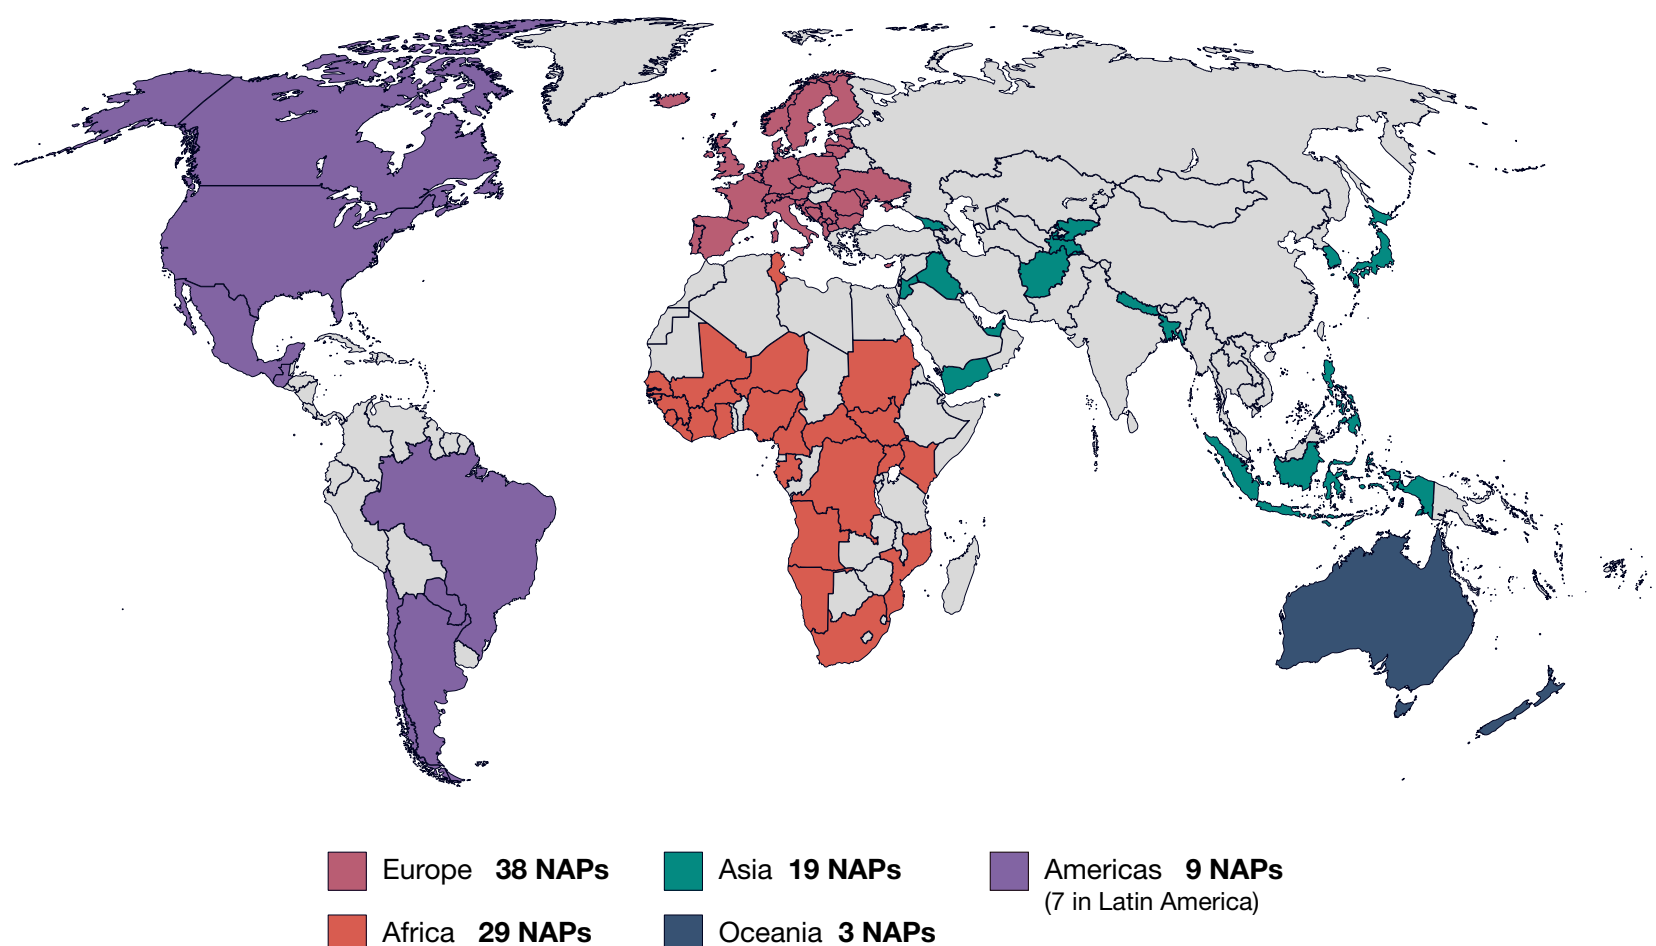 Europe 38 NAPs
Asia 19 NAPs
Americas 9 NAPs
(7 in Latin America)
Africa 29 NAPs
Oceania 3 NAPs